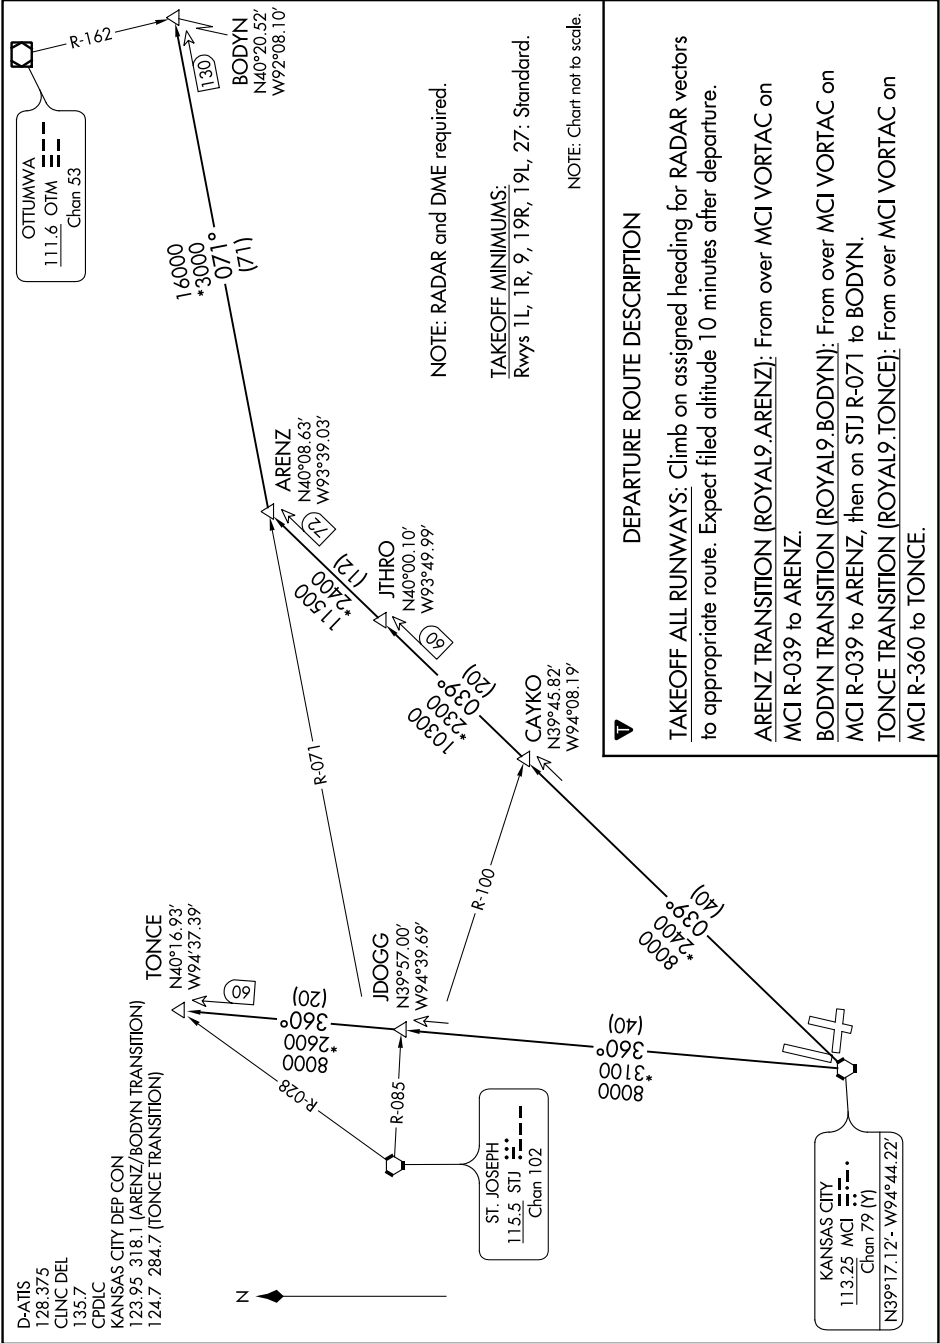 D-ATIS
128.375
CLNC DEL
135.7
CPDLC
KANSAS CITY DEP CON
123.95 318.1 (ARENZ/BODYN TRANSITION)
124.7 284.7 (TONCE TRANSITION)
N
OTTUMWA
111.6 OTM
Chan 53
R-162
BODYN
N40°20.52'
W92°08.10'
130
16000
*3000
071°
(71)
TONCE
N40°16.93'
W94°37.39'
60
8000
*2600
360°
(20)
R-028
R-085
JDOGG
N39°57.00'
W94°39.69'
R-071
R-100
ARENZ
N40°08.63'
W93°39.03'
72
11500
*2400
(12)
JTHRO
N40°00.10'
W93°49.99'
60
10300
*2300
039°
(20)
CAYKO
N39°45.82'
W94°08.19'
8000
*2400
039°
(40)
8000
*3100
360°
(40)
ST. JOSEPH
115.5 STJ
Chan 102
KANSAS CITY
113.25 MCI
Chan 79 (Y)
N39°17.12'- W94°44.22'
NOTE: RADAR and DME required.
TAKEOFF MINIMUMS:
Rwys 1L, 1R, 9, 19R, 19L, 27: Standard.
NOTE: Chart not to scale.
T
DEPARTURE ROUTE DESCRIPTION
TAKEOFF ALL RUNWAYS: Climb on assigned heading for RADAR vectors
to appropriate route. Expect filed altitude 10 minutes after departure.
ARENZ TRANSITION (ROYAL9.ARENZ): From over MCI VORTAC on
MCI R-039 to ARENZ.
BODYN TRANSITION (ROYAL9.BODYN): From over MCI VORTAC on
MCI R-039 to ARENZ, then on STJ R-071 to BODYN.
TONCE TRANSITION (ROYAL9.TONCE): From over MCI VORTAC on
MCI R-360 to TONCE.